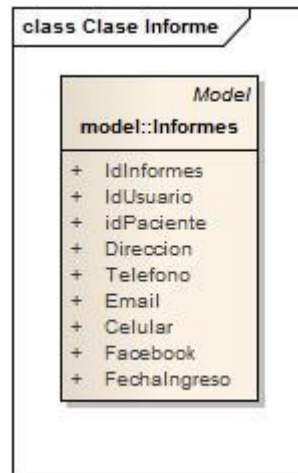 class Clase Informe
Model
model::Informes
+ IdInformes
+ IdUsuario
+ idPaciente
+ Direccion
+ Telefono
+ Email
+ Celular
+ Facebook
+ FechaIngreso